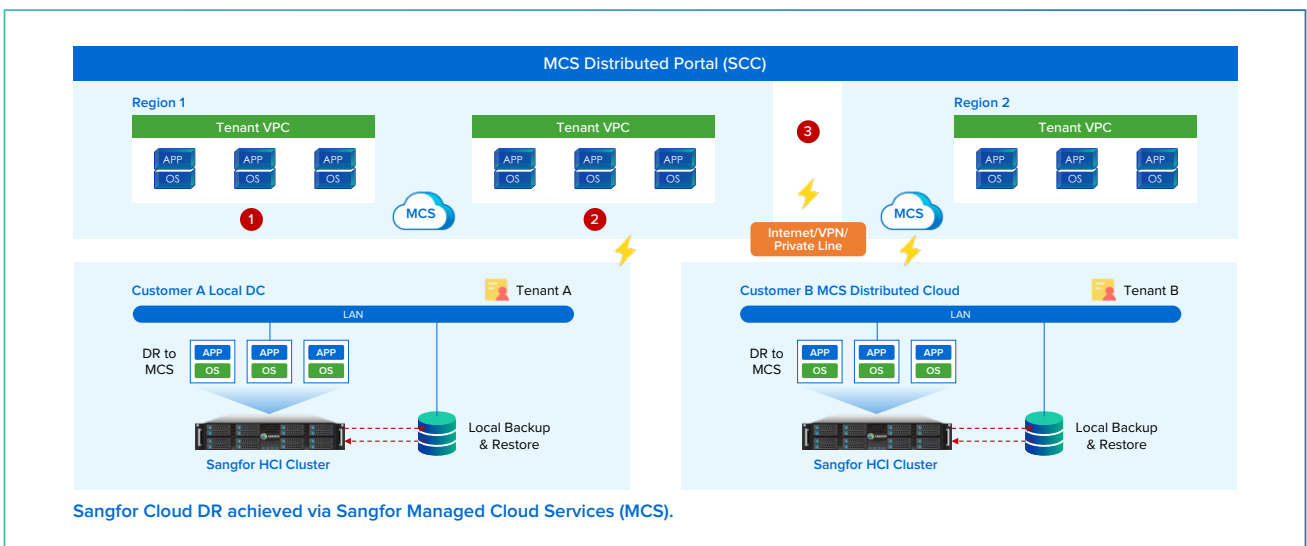 MCS Distributed Portal (SCC)
Region 1
Tenant VPC
APP
OS
APP
OS
APP
OS
1
MCS
Tenant VPC
APP
OS
APP
OS
APP
OS
2
3
Internet/VPN/
Private Line
Region 2
Tenant VPC
APP
OS
APP
OS
APP
OS
MCS
Customer A Local DC
Tenant A
LAN
DR to
MCS
APP
OS
APP
OS
APP
OS
Local Backup
& Restore
Sangfor HCI Cluster
Customer B MCS Distributed Cloud
Tenant B
LAN
DR to
MCS
APP
OS
APP
OS
APP
OS
Local Backup
& Restore
Sangfor HCI Cluster
Sangfor Cloud DR achieved via Sangfor Managed Cloud Services (MCS).